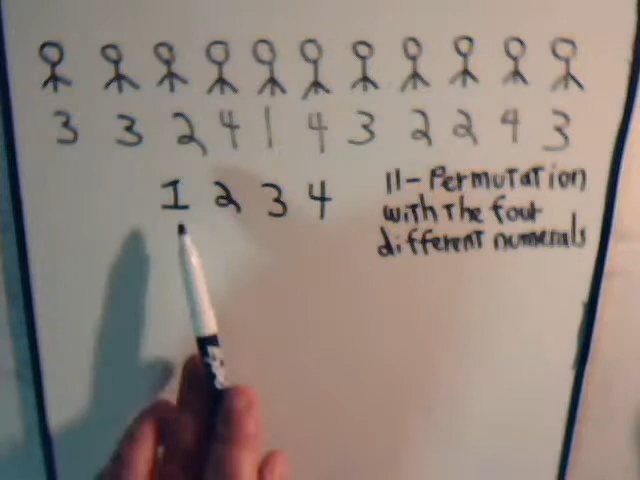 3 3 2 4 1 4 3 2 2 4 3
1 2 3 4
11-Permutation
with the four
different numerals